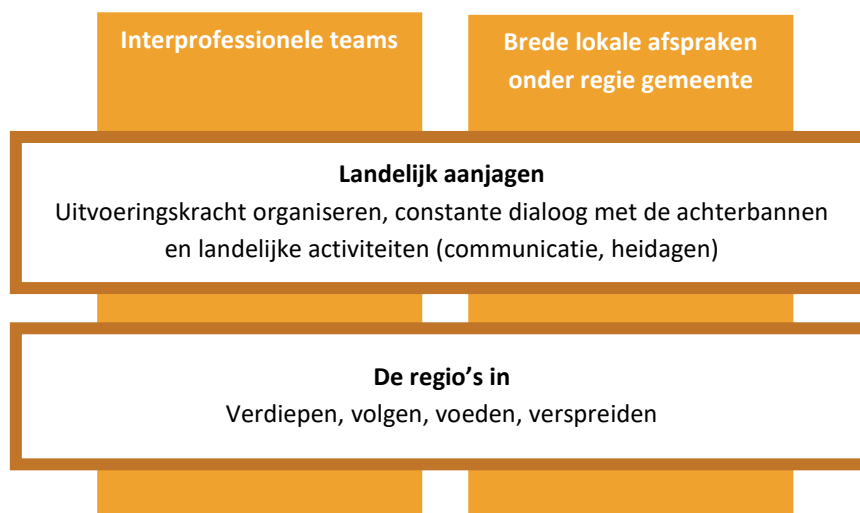 Interprofessionele teams
Brede lokale afspraken
onder regie gemeente
Landelijk aanjagen
Uitvoeringskracht organiseren, constante dialoog met de achterbannen
en landelijke activiteiten (communicatie, heidagen)
De regio’s in
Verdiepen, volgen, voeden, verspreiden